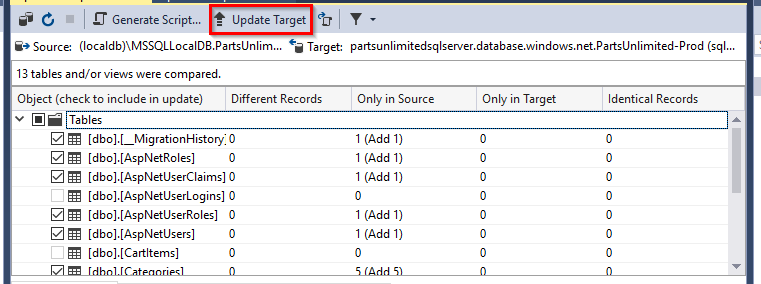 Generate Script... Update Target
Source: (localdb)\MSSQLLocalDB.PartsUnlim... Target: partsunlimitedsqlserver.database.windows.net.PartsUnlimited-Prod (sql...
13 tables and/or views were compared.
Object (check to include in update) Different Records Only in Source Only in Target Identical Records
Tables
[dbo].[__MigrationHistory] 0 1 (Add 1) 0 0
[dbo].[AspNetRoles] 0 1 (Add 1) 0 0
[dbo].[AspNetUserClaims] 0 1 (Add 1) 0 0
[dbo].[AspNetUserLogins] 0 0 0 0
[dbo].[AspNetUserRoles] 0 1 (Add 1) 0 0
[dbo].[AspNetUsers] 0 1 (Add 1) 0 0
[dbo].[CartItems] 0 0 0 0
[dbo].[Categories] 0 5 (Add 5) 0 0